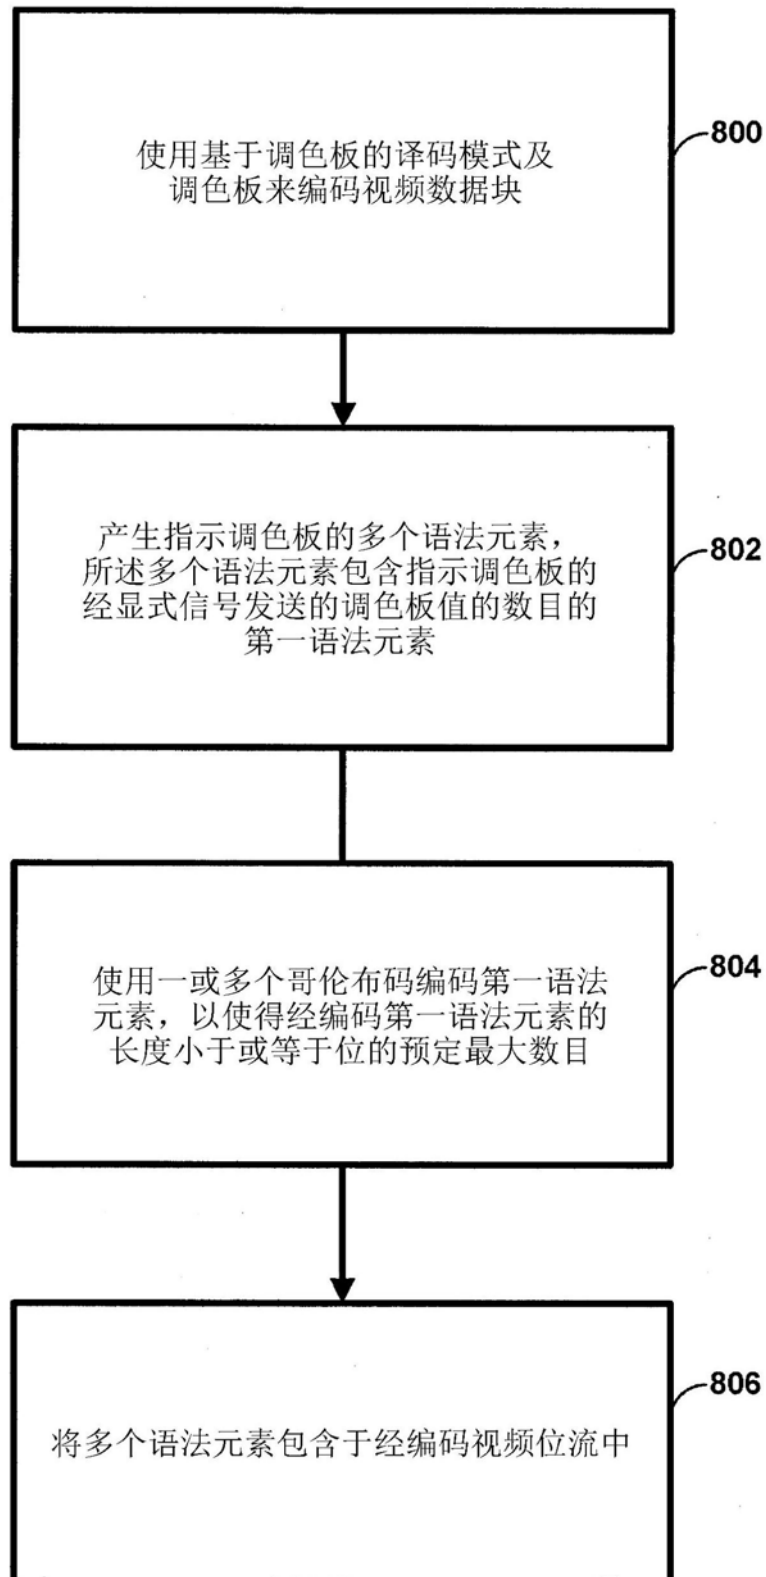 使用基于调色板的译码模式及
调色板来编码视频数据块
800
产生指示调色板的多个语法元素，
所述多个语法元素包含指示调色板的
经显式信号发送的调色板值的数目的
第一语法元素
802
使用一或多个哥伦布码编码第一语法
元素，以使得经编码第一语法元素的
长度小于或等于位的预定最大数目
804
将多个语法元素包含于经编码视频位流中
806